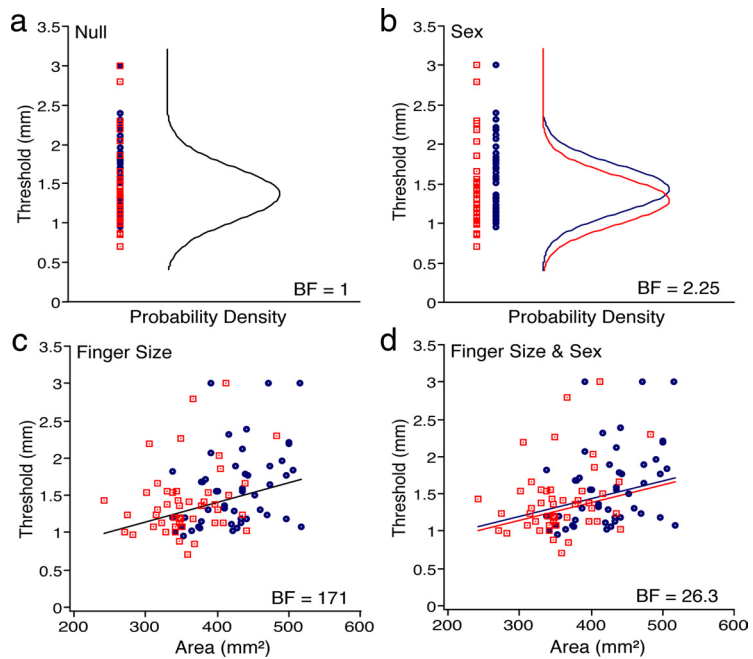 a
Null
Threshold (mm)
3.5
3
2.5
2
1.5
1
0.5
0
BF = 1
Probability Density
b
Sex
Threshold (mm)
3.5
3
2.5
2
1.5
1
0.5
0
BF = 2.25
Probability Density
c
Finger Size
Threshold (mm)
3.5
3
2.5
2
1.5
1
0.5
0
BF = 171
200 300 400 500 600
Area (mm²)
d
Finger Size & Sex
Threshold (mm)
3.5
3
2.5
2
1.5
1
0.5
0
BF = 26.3
200 300 400 500 600
Area (mm²)